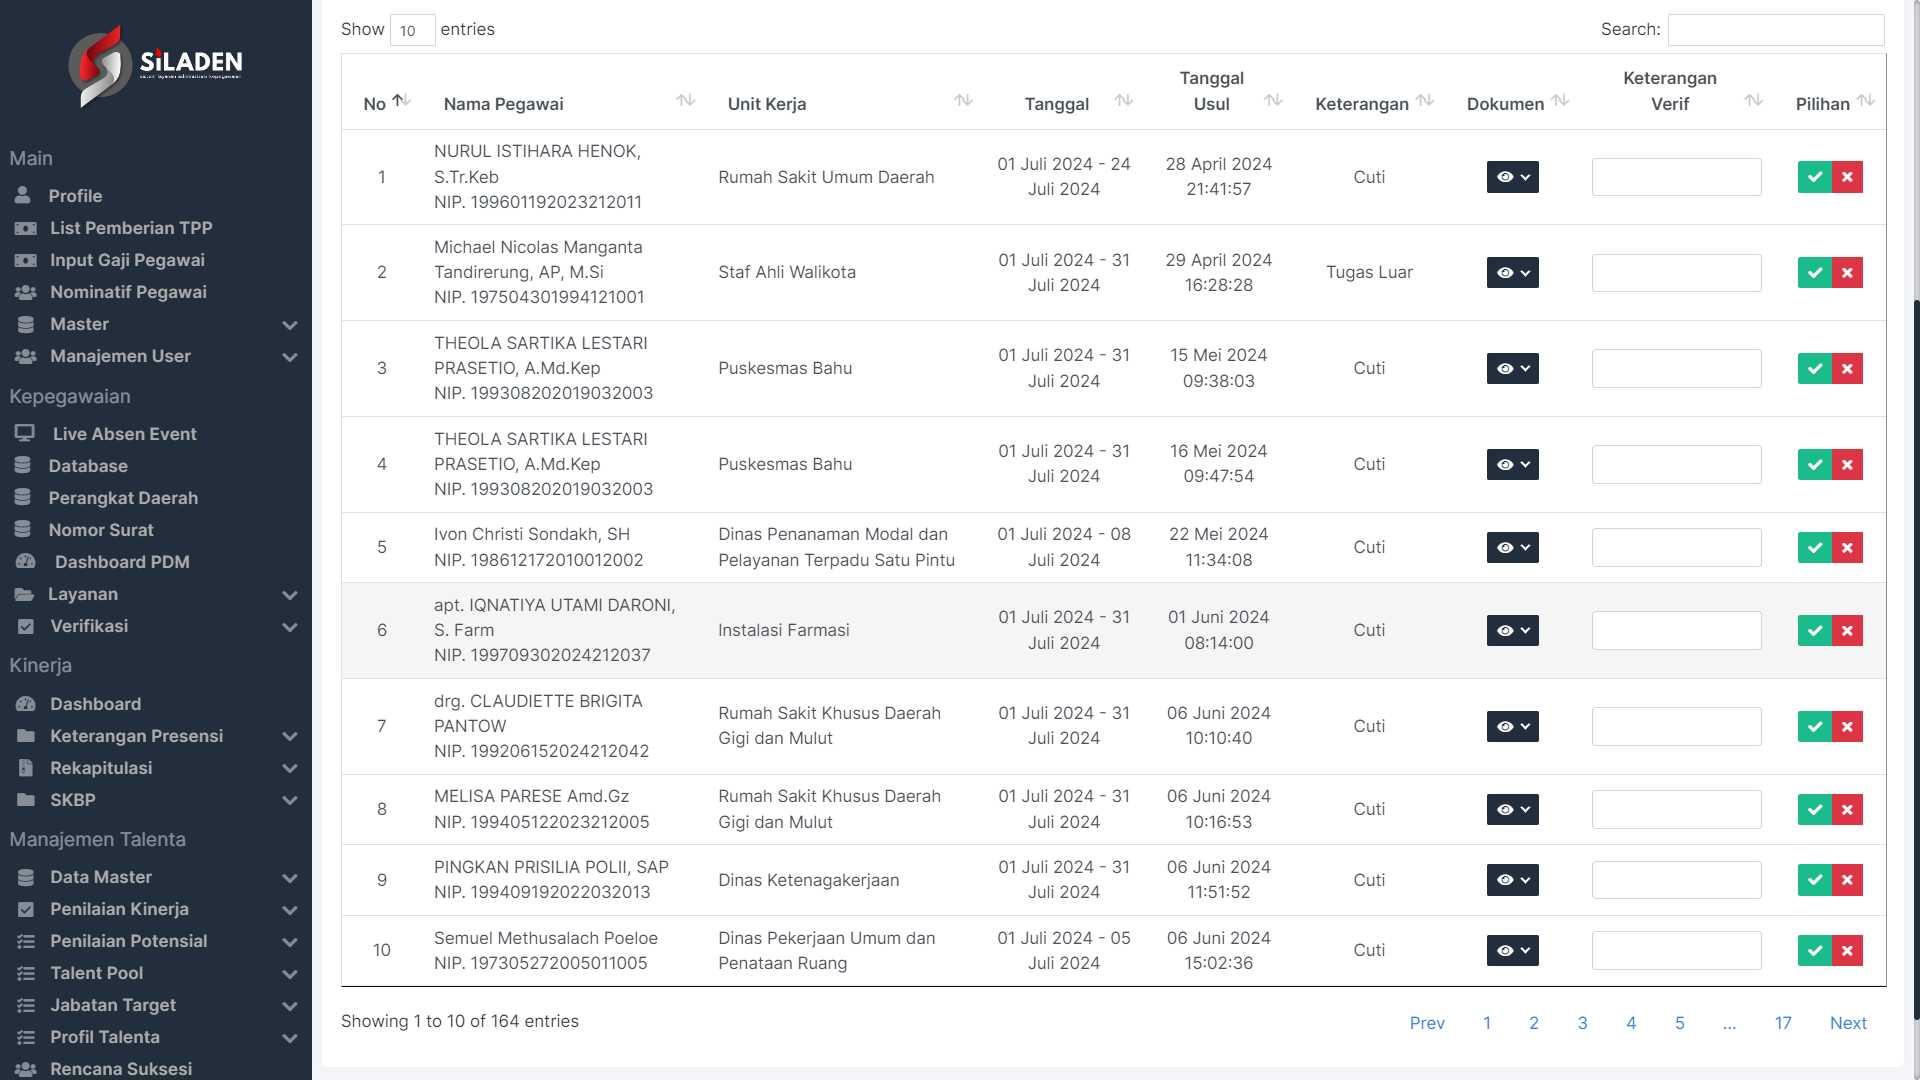 SiLADEN
Main
Profile
List Pemberian TPP
Input Gaji Pegawai
Nominatif Pegawai
Master
Manajemen User
Kepegawaian
Live Absen Event
Database
Perangkat Daerah
Nomor Surat
Dashboard PDM
Layanan
Verifikasi
Kinerja
Dashboard
Keterangan Presensi
Rekapitulasi
SKBP
Manajemen Talenta
Data Master
Penilaian Kinerja
Penilaian Potensial
Talent Pool
Jabatan Target
Profil Talenta
Rencana Suksesi
Show 10 entries
Search:
No Nama Pegawai Unit Kerja Tanggal Tanggal Usul Keterangan Dokumen Keterangan Verif Pilihan
1
NURUL ISTIHARA HENOK,
S.Tr.Keb
NIP. 199601192023212011
Rumah Sakit Umum Daerah
01 Juli 2024 - 24
Juli 2024
28 April 2024
21:41:57
Cuti
2
Michael Nicolas Manganta
Tandirerung, AP, M.Si
NIP. 197504301994121001
Staf Ahli Walikota
01 Juli 2024 - 31
Juli 2024
29 April 2024
16:28:28
Tugas Luar
3
THEOLA SARTIKA LESTARI
PRASETIO, A.Md.Kep
NIP. 199308202019032003
Puskesmas Bahu
01 Juli 2024 - 31
Juli 2024
15 Mei 2024
09:38:03
Cuti
4
THEOLA SARTIKA LESTARI
PRASETIO, A.Md.Kep
NIP. 199308202019032003
Puskesmas Bahu
01 Juli 2024 - 31
Juli 2024
16 Mei 2024
09:47:54
Cuti
5
Ivon Christi Sondakh, SH
NIP. 198612172010012002
Dinas Penanaman Modal dan
Pelayanan Terpadu Satu Pintu
01 Juli 2024 - 08
Juli 2024
22 Mei 2024
11:34:08
Cuti
6
apt. IQNATIYA UTAMI DARONI,
S. Farm
NIP. 199709302024212037
Instalasi Farmasi
01 Juli 2024 - 31
Juli 2024
01 Juni 2024
08:14:00
Cuti
7
drg. CLAUDIETTE BRIGITA
PANTOW
NIP. 199206152024212042
Rumah Sakit Khusus Daerah
Gigi dan Mulut
01 Juli 2024 - 31
Juli 2024
06 Juni 2024
10:10:40
Cuti
8
MELISA PARESE Amd.Gz
NIP. 199405122023212005
Rumah Sakit Khusus Daerah
Gigi dan Mulut
01 Juli 2024 - 31
Juli 2024
06 Juni 2024
10:16:53
Cuti
9
PINGKAN PRISILIA POLII, SAP
NIP. 199409192022032013
Dinas Ketenagakerjaan
01 Juli 2024 - 31
Juli 2024
06 Juni 2024
11:51:52
Cuti
10
Semuel Methusalach Poeloe
NIP. 197305272005011005
Dinas Pekerjaan Umum dan
Penataan Ruang
01 Juli 2024 - 05
Juli 2024
06 Juni 2024
15:02:36
Cuti
Showing 1 to 10 of 164 entries
Prev 1 2 3 4 5 ... 17 Next